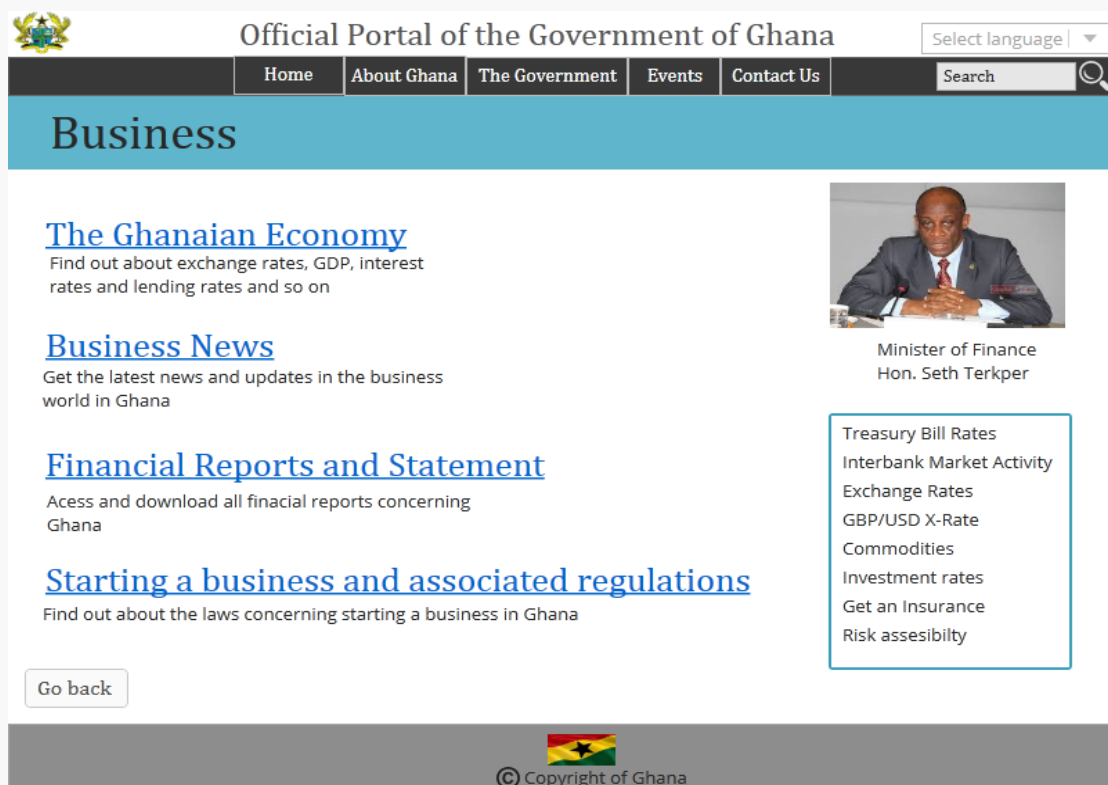 Official Portal of the Government of Ghana
Select language
Home About Ghana The Government Events Contact Us
Search
Business
The Ghanaian Economy
Find out about exchange rates, GDP, interest
rates and lending rates and so on
Business News
Get the latest news and updates in the business
world in Ghana
Financial Reports and Statement
Acess and download all finacial reports concerning
Ghana
Starting a business and associated regulations
Find out about the laws concerning starting a business in Ghana
Go back
Minister of Finance
Hon. Seth Terkper
Treasury Bill Rates
Interbank Market Activity
Exchange Rates
GBP/USD X-Rate
Commodities
Investment rates
Get an Insurance
Risk assesibilty
© Copyright of Ghana